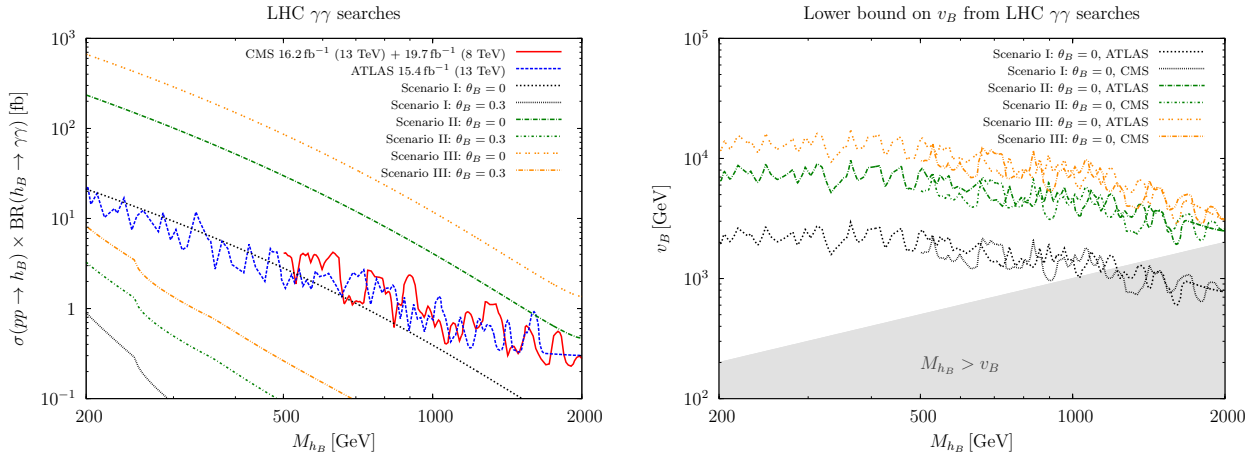 LHC γγ searches
σ(pp → h_B) × BR(h_B → γγ) [fb]
10^3
10^2
10^1
1
10^−1
CMS 16.2 fb^−1 (13 TeV) + 19.7 fb^−1 (8 TeV)
ATLAS 15.4 fb^−1 (13 TeV)
Scenario I: θ_B = 0
Scenario I: θ_B = 0.3
Scenario II: θ_B = 0
Scenario II: θ_B = 0.3
Scenario III: θ_B = 0
Scenario III: θ_B = 0.3
200
500
1000
2000
M_{h_B} [GeV]
Lower bound on v_B from LHC γγ searches
v_B [GeV]
10^5
10^4
10^3
10^2
Scenario I: θ_B = 0, ATLAS
Scenario I: θ_B = 0, CMS
Scenario II: θ_B = 0, ATLAS
Scenario II: θ_B = 0, CMS
Scenario III: θ_B = 0, ATLAS
Scenario III: θ_B = 0, CMS
M_{h_B} > v_B
200
500
1000
2000
M_{h_B} [GeV]